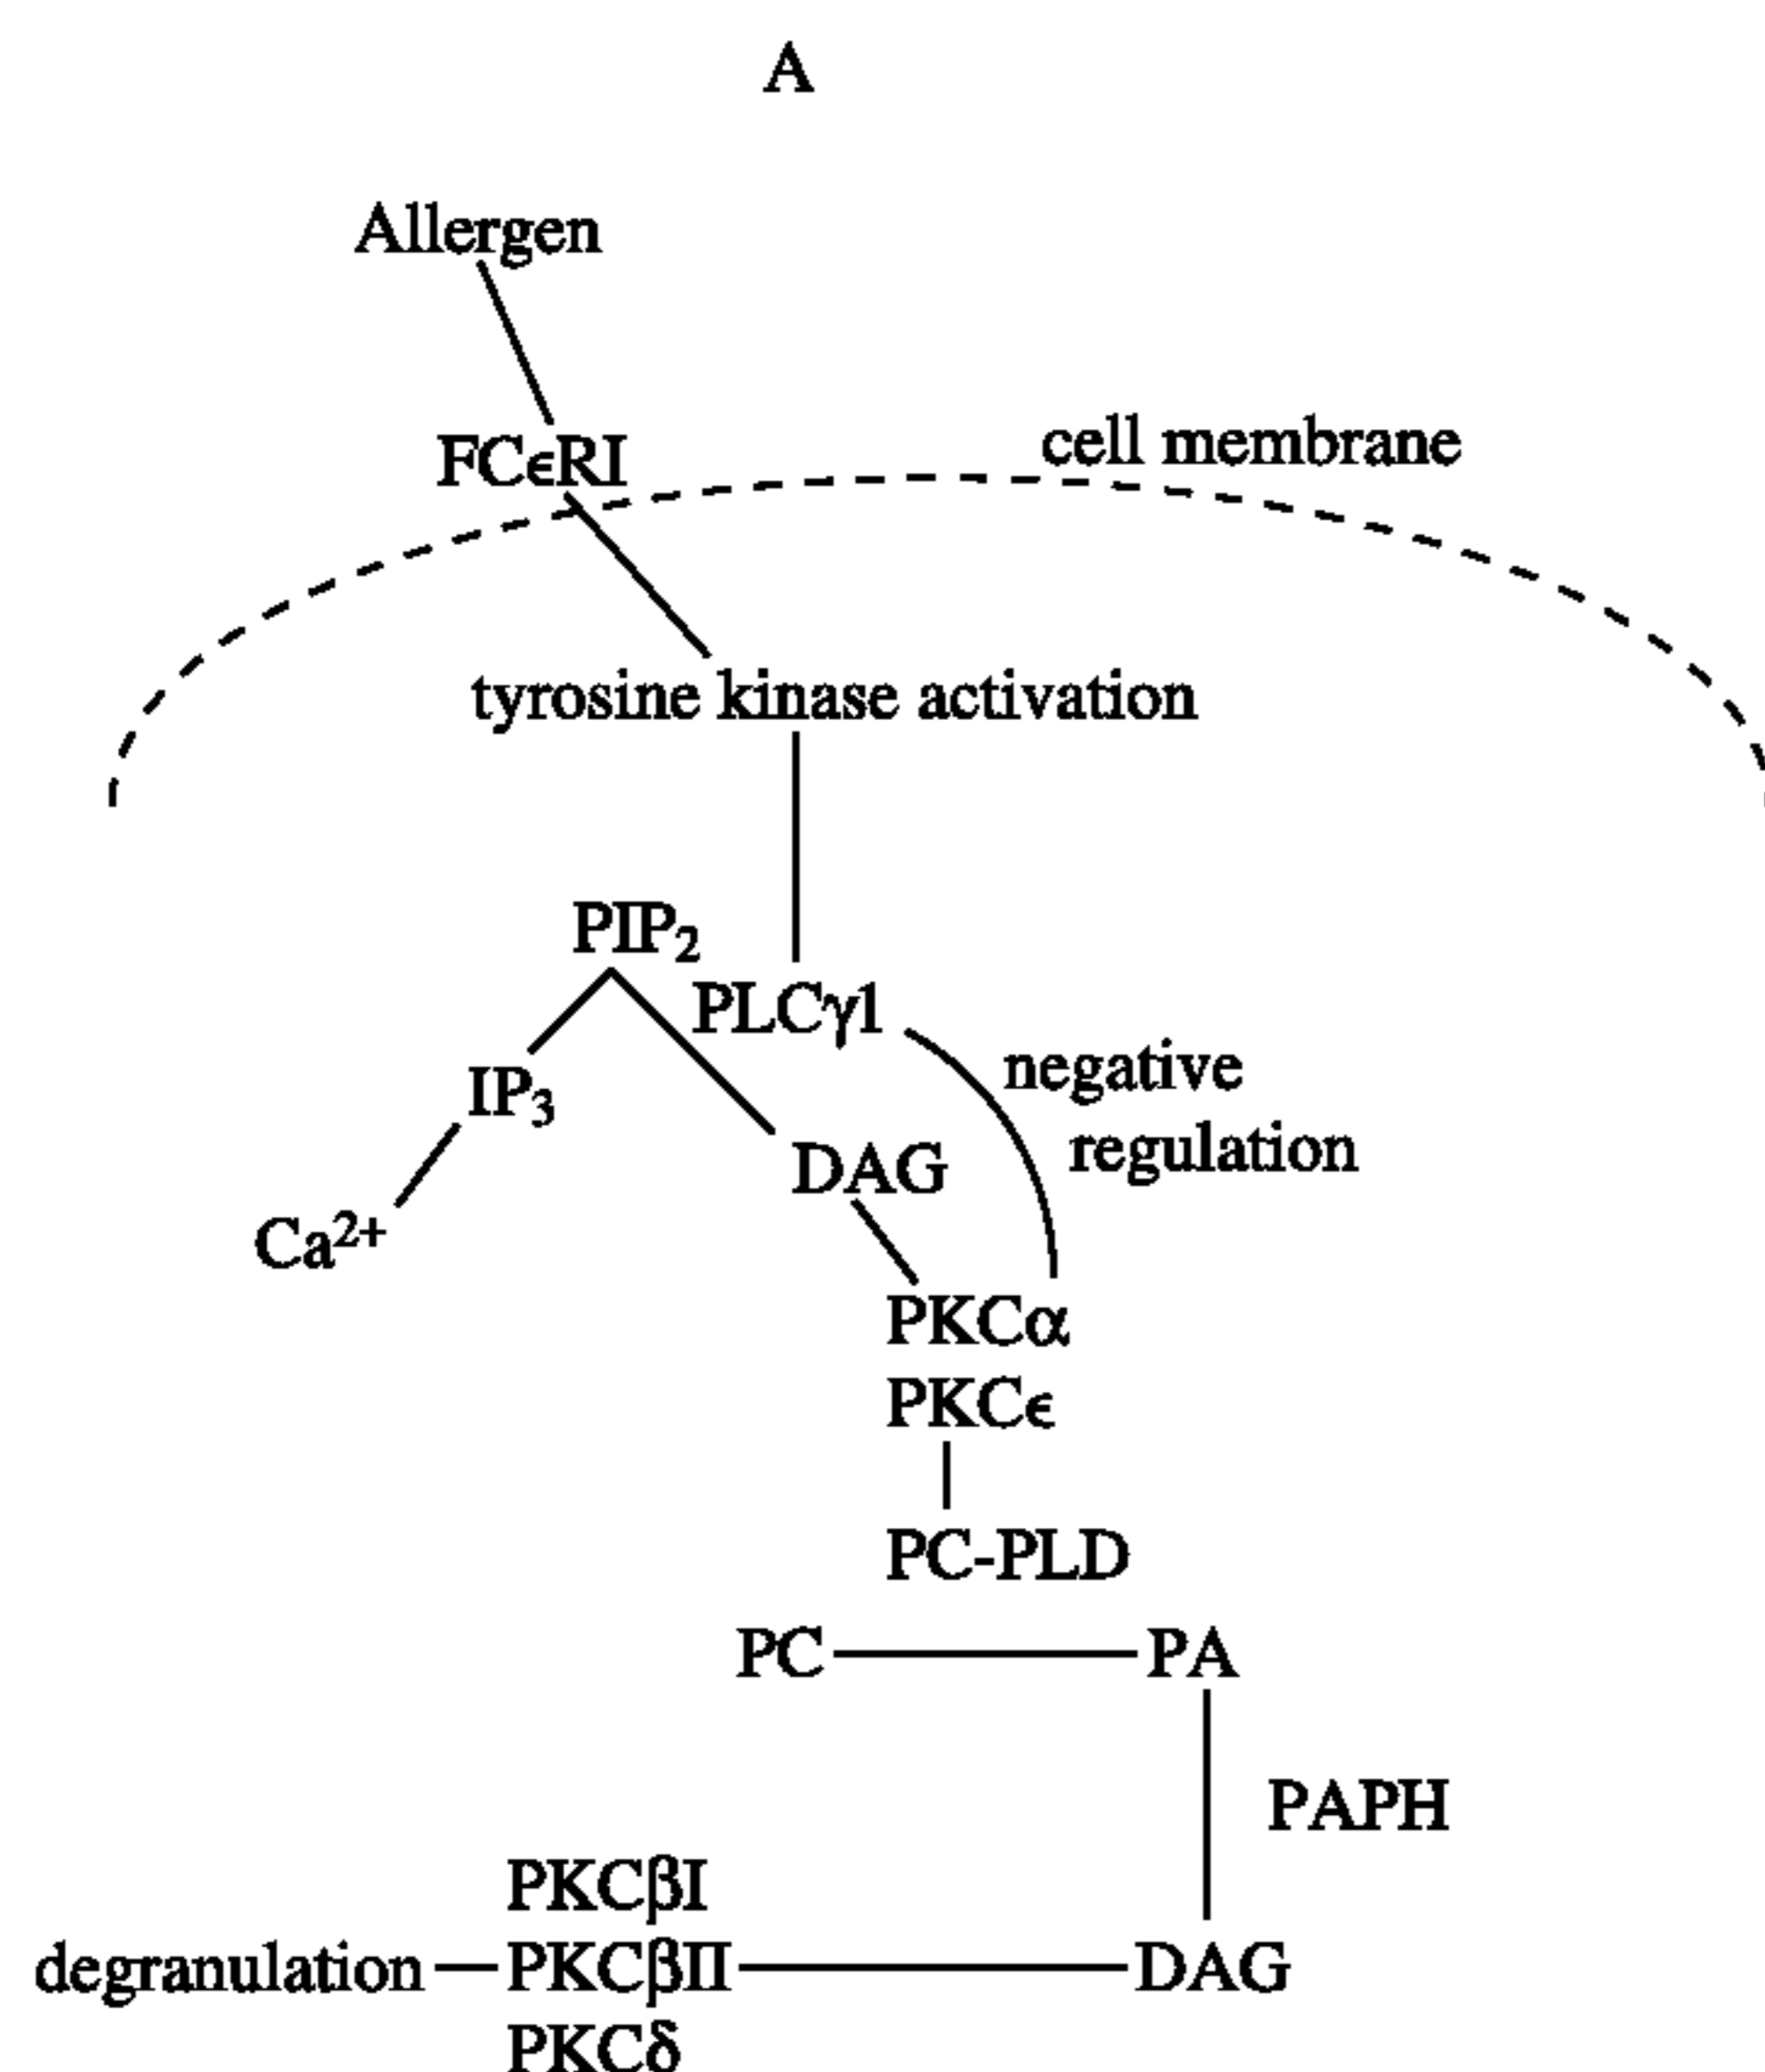 A
Allergen
FCϵRI
cell membrane
tyrosine kinase activation
PIP₂
PLCγ1
negative
regulation
IP₃
DAG
Ca²⁺
PKCα
PKCϵ
PC-PLD
PC
PA
PAPH
PKCβI
degranulation
PKCβII
DAG
PKCδ